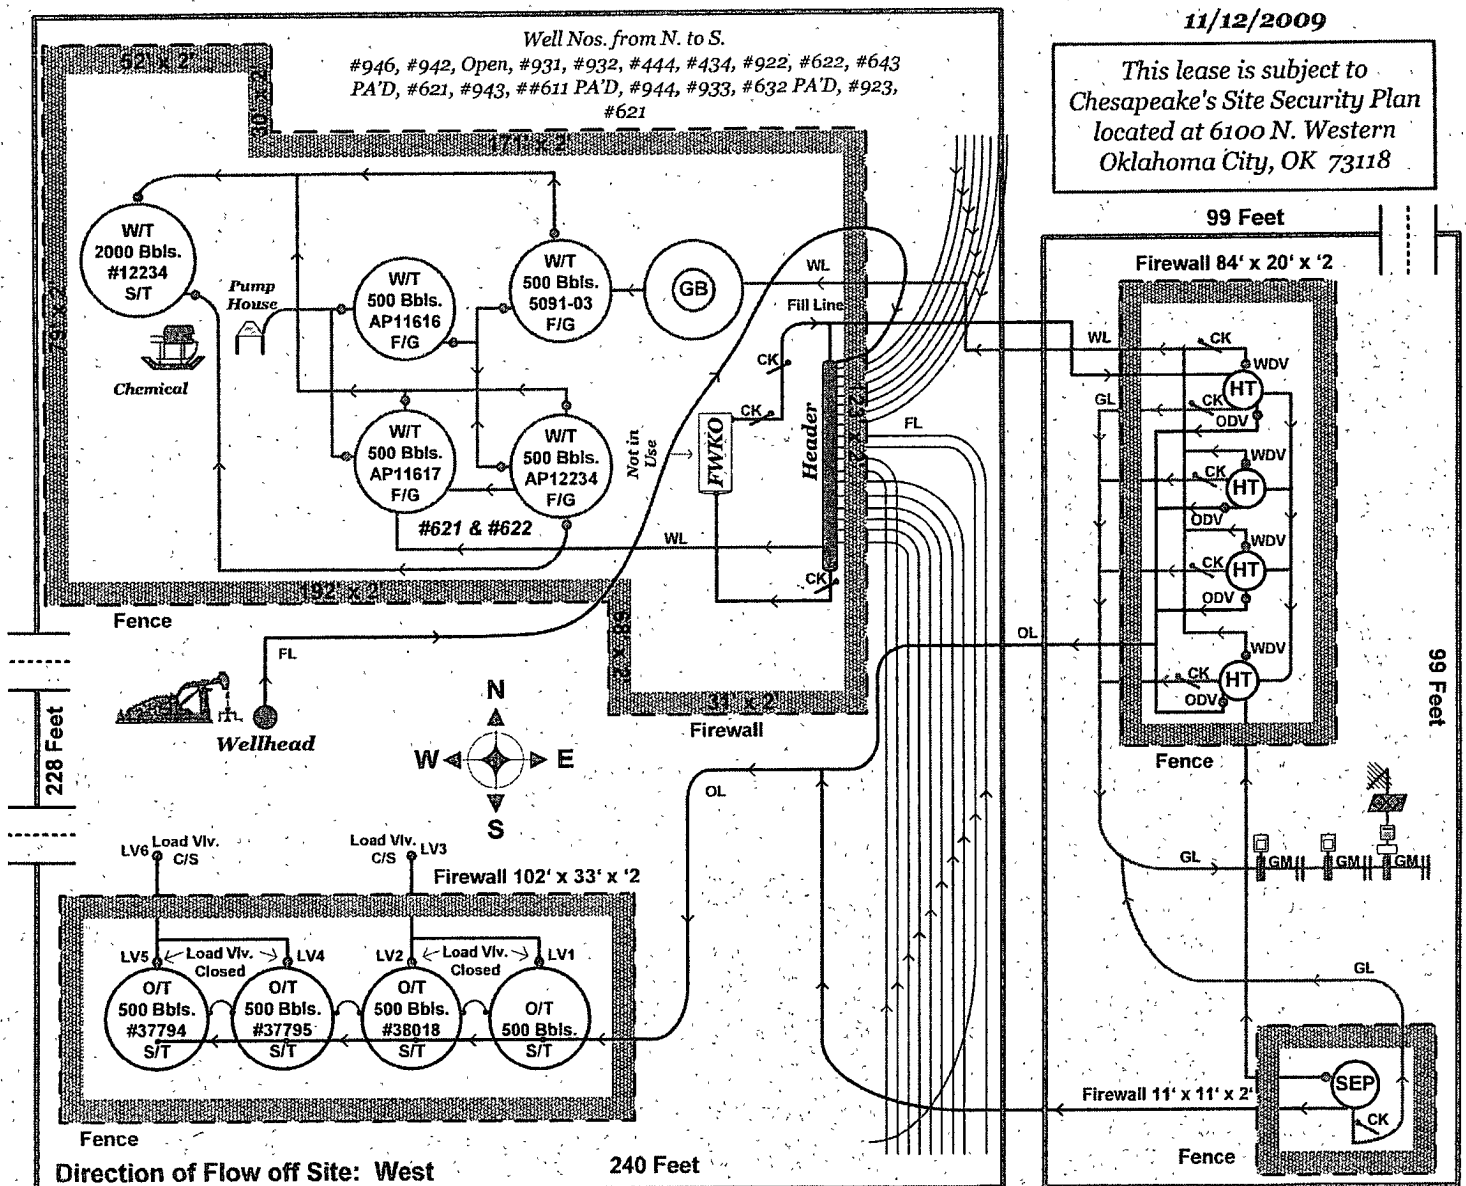 11/12/2009
This lease is subject to
Chesapeake's Site Security Plan
located at 6100 N. Western
Oklahoma City, OK 73118
Well Nos. from N. to S.
#946, #942, Open, #931, #932, #444, #434, #922, #622, #643
PA'D, #621, #943, ##611 PA'D, #944, #933, #632 PA'D, #923,
#621
52' x 2'
30' x 2'
171' x 2'
79' x 2'
W/T
2000 Bbls.
#12234
S/T
Pump
House
Chemical
W/T
500 Bbls.
AP11616
F/G
W/T
500 Bbls.
5091-03
F/G
GB
WL
Fill Line
CK
CK
W/T
500 Bbls.
AP11617
F/G
W/T
500 Bbls.
AP12234
F/G
#621 & #622
Not in
Use
FWKO
Header
123' x 2'
FL
WL
CK
192' x 2'
68' x 2'
31' x 2'
Fence
Firewall
FL
Wellhead
N
W
E
S
228 Feet
OL
OL
99 Feet
Firewall 84' x 20' x '2
WL
CK
WDV
HT
GL
CK
ODV
WDV
CK
HT
ODV
WDV
CK
HT
ODV
WDV
CK
HT
ODV
Fence
99 Feet
GL
GM
GM
GM
GL
Firewall 11' x 11' x 2'
SEP
CK
Fence
LV6
Load Vlv.
C/S
Load Vlv.
C/S
LV3
Firewall 102' x 33' x '2
LV5
Load Vlv.
Closed
LV4
LV2
Load Vlv.
Closed
LV1
O/T
500 Bbls.
#37794
S/T
O/T
500 Bbls.
#37795
S/T
O/T
500 Bbls.
#38018
S/T
O/T
500 Bbls.
S/T
Fence
Direction of Flow off Site: West
240 Feet